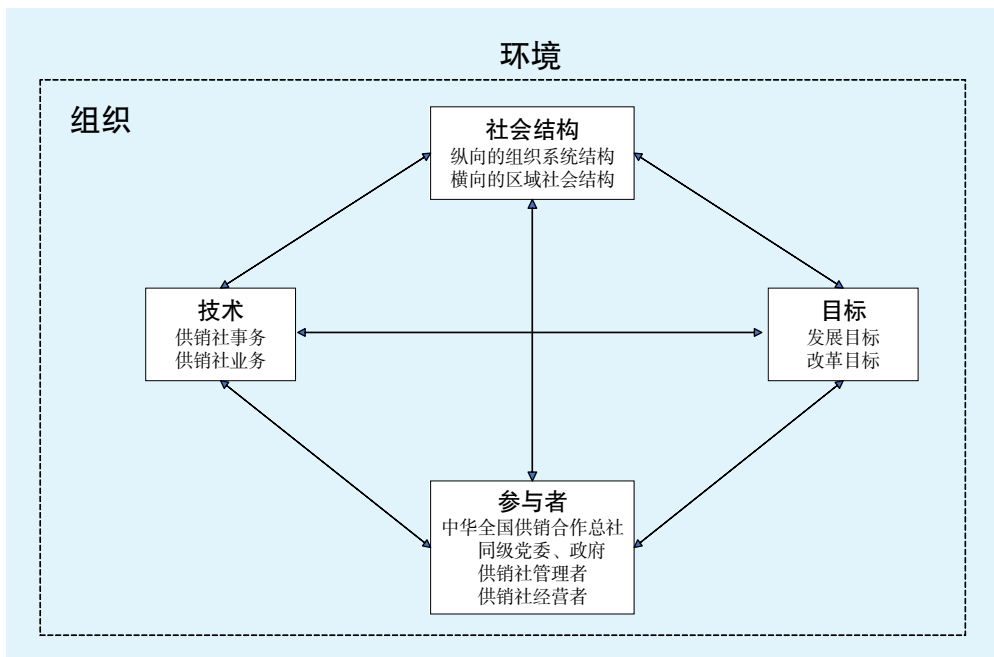 环境
组织
社会结构
纵向的组织系统结构
横向的区域社会结构
技术
供销社事务
供销社业务
目标
发展目标
改革目标
参与者
中华全国供销合作总社
同级党委、政府
供销社管理者
供销社经营者